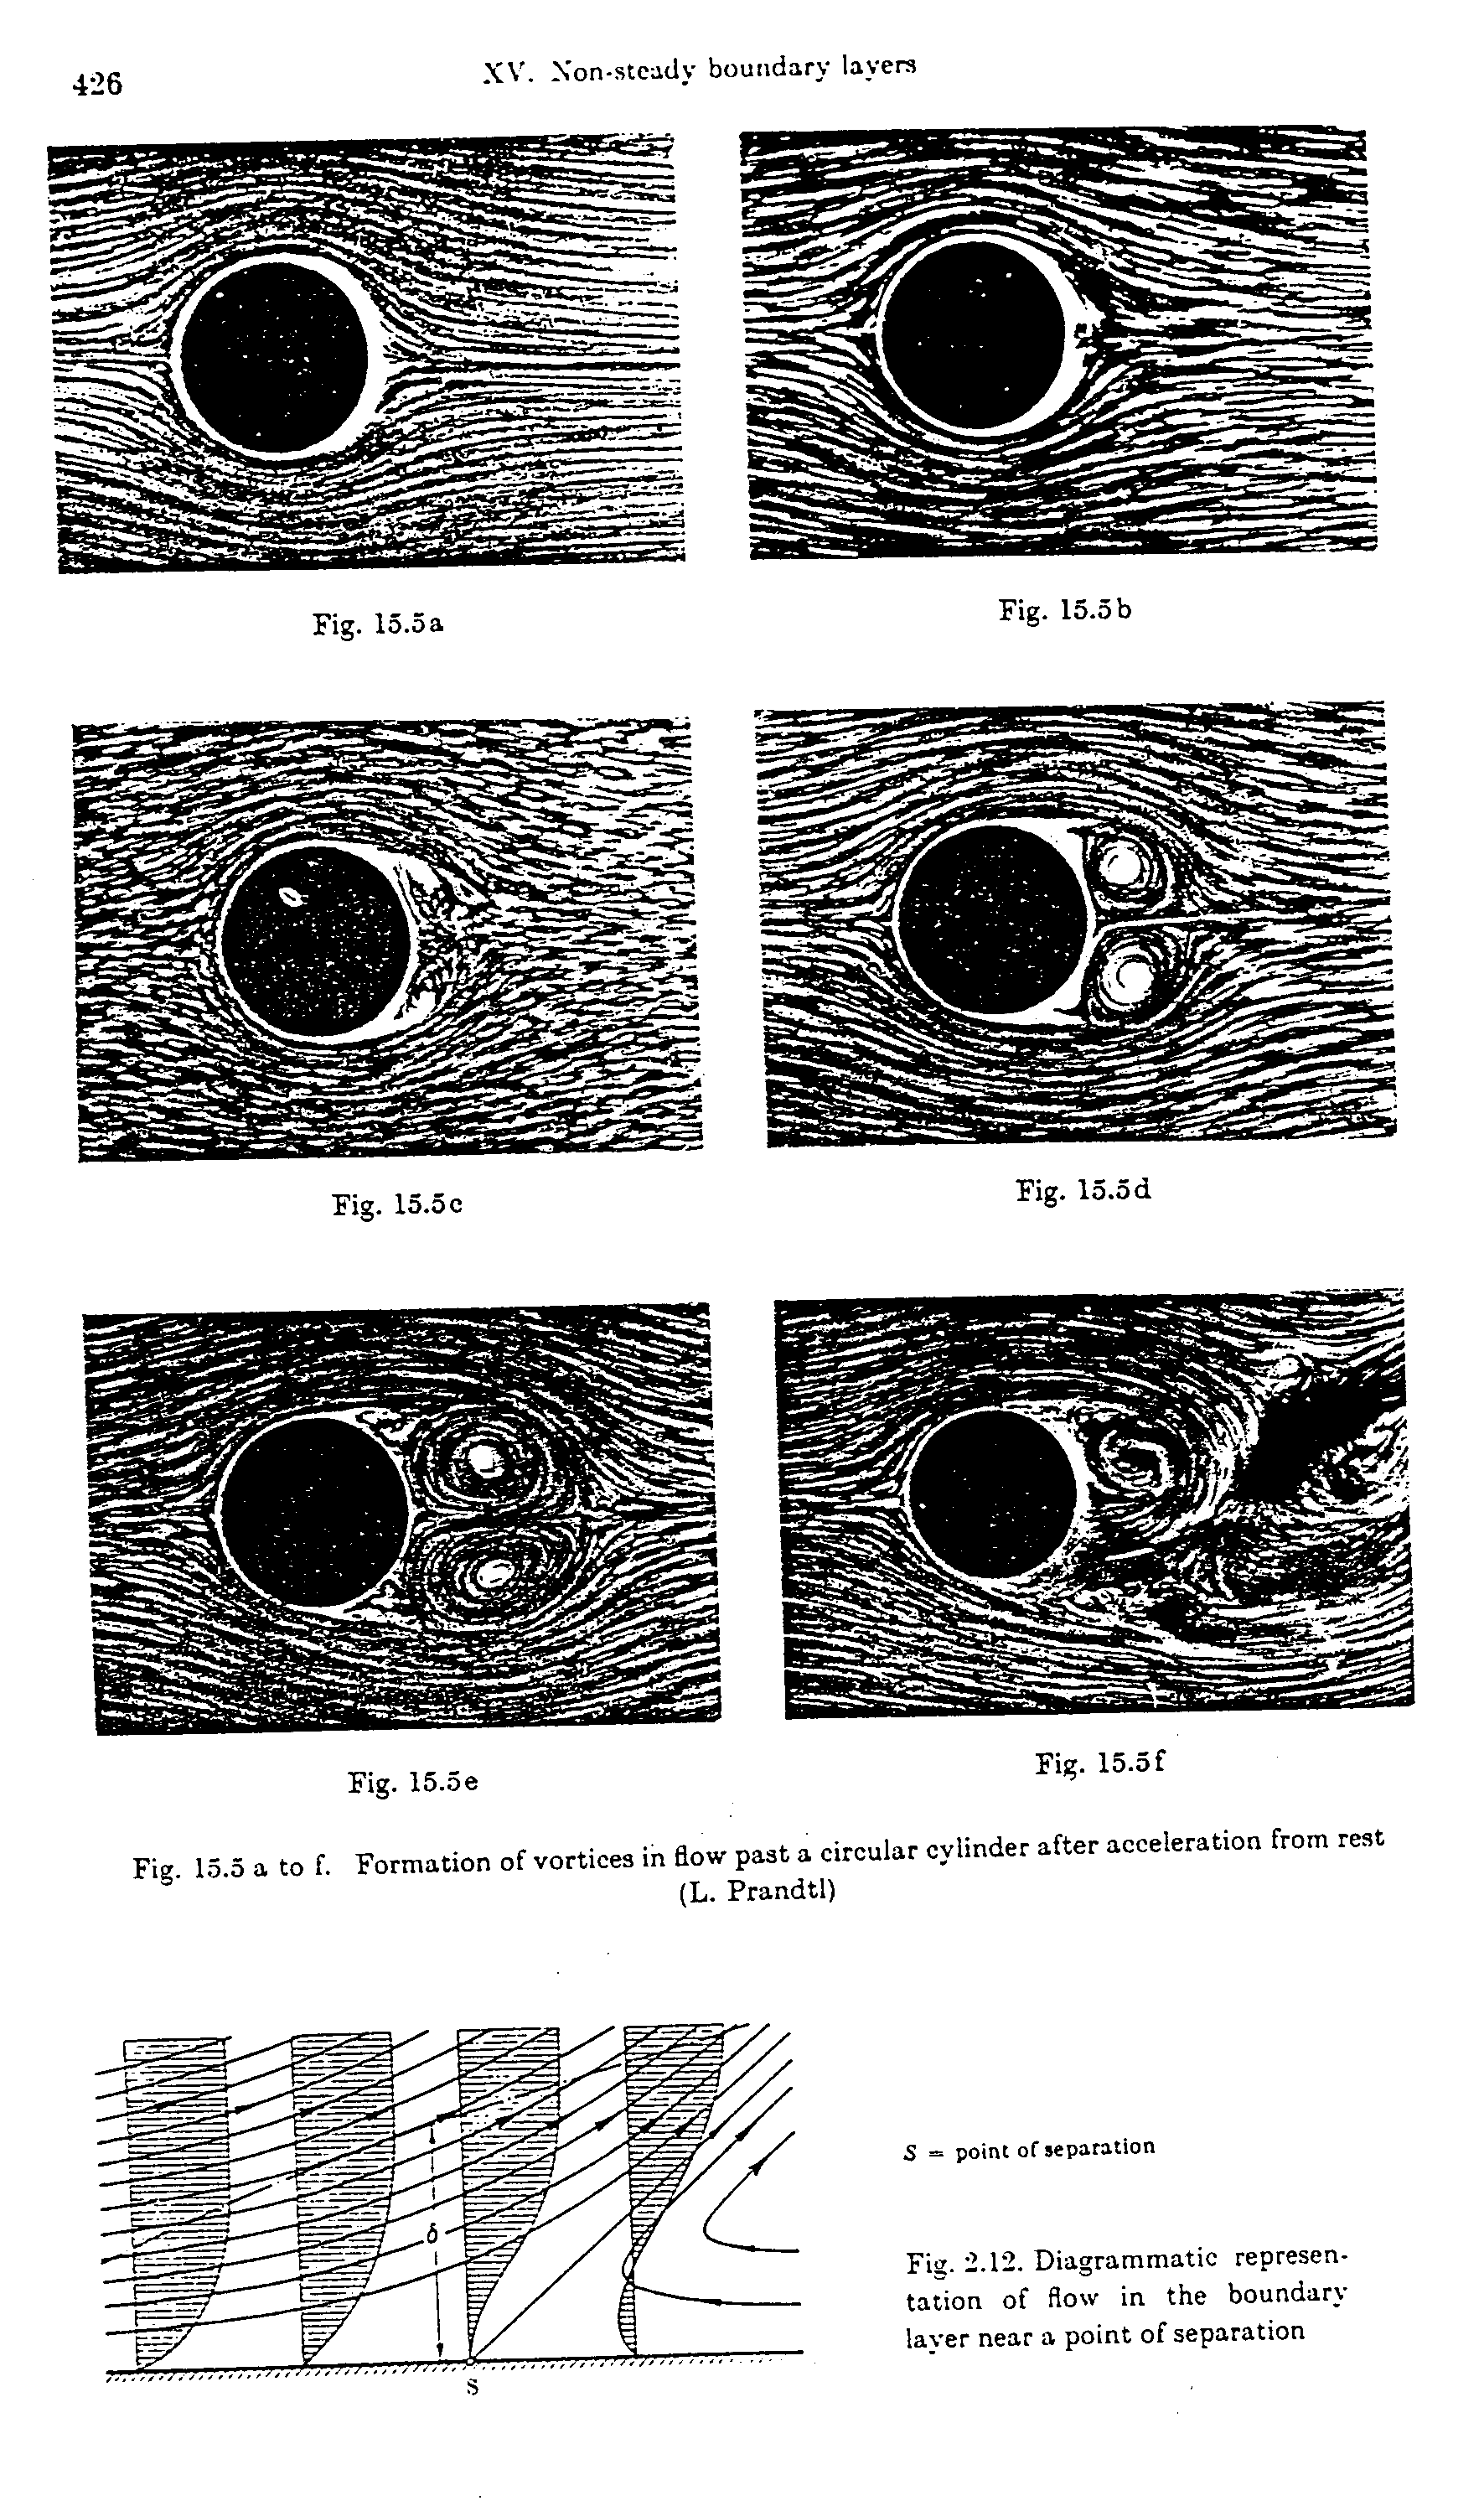 426
XV. Non-steady boundary layers
Fig. 15.5a
Fig. 15.5b
Fig. 15.5c
Fig. 15.5d
Fig. 15.5e
Fig. 15.5f
Fig. 15.5 a to f. Formation of vortices in flow past a circular cylinder after acceleration from rest
(L. Prandtl)
δ
S
S = point of separation
Fig. 2.12. Diagrammatic represen-
tation of flow in the boundary
layer near a point of separation